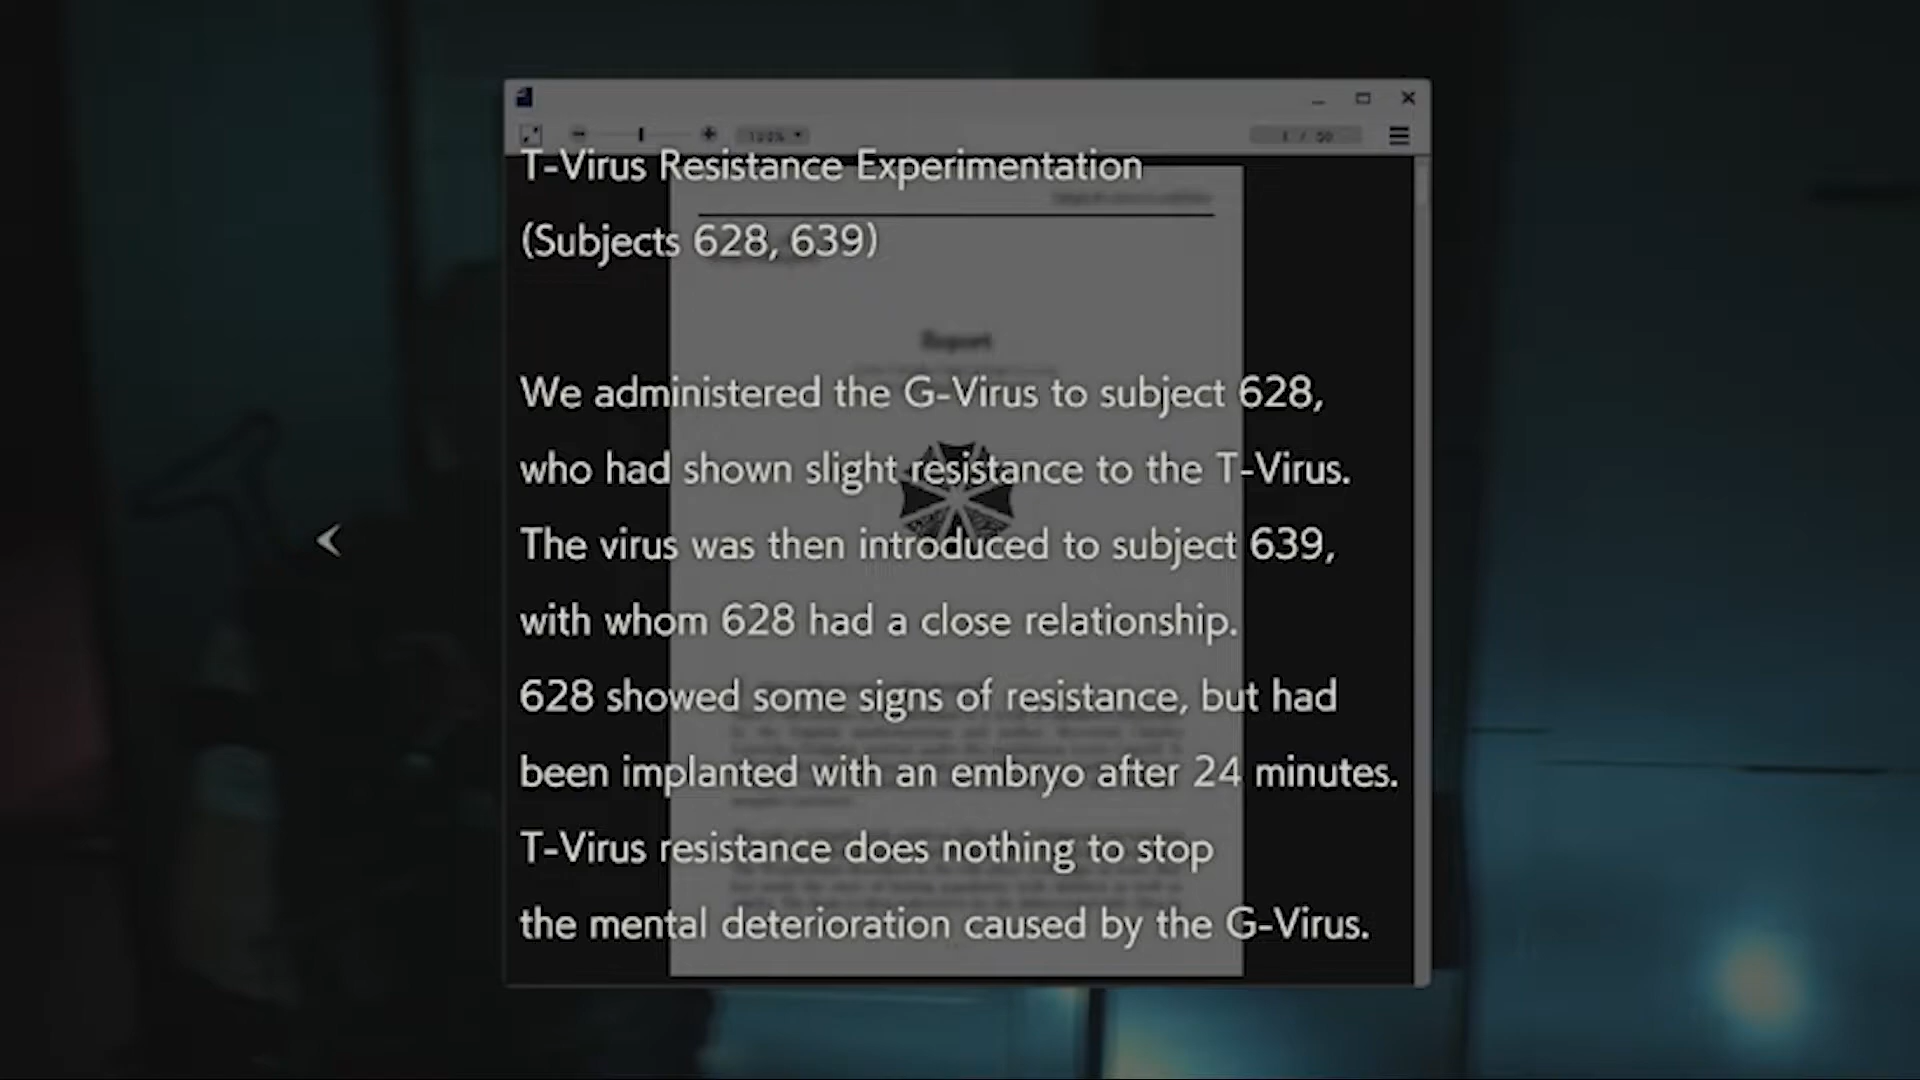 T-Virus Resistance Experimentation
(Subjects 628, 639)
We administered the G-Virus to subject 628,
who had shown slight resistance to the T-Virus.
The virus was then introduced to subject 639,
with whom 628 had a close relationship.
628 showed some signs of resistance, but had
been implanted with an embryo after 24 minutes.
T-Virus resistance does nothing to stop
the mental deterioration caused by the G-Virus.
Report